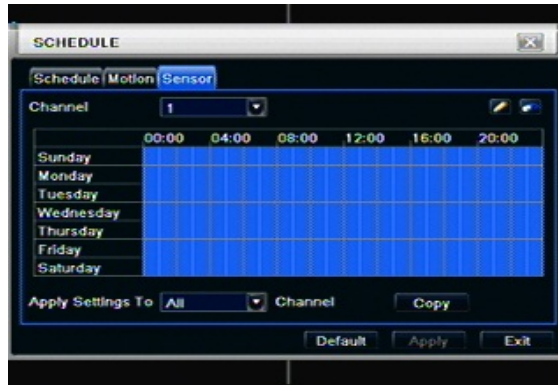 SCHEDULE
Schedule Motion Sensor
Channel 1
00:00 04:00 08:00 12:00 16:00 20:00
Sunday
Monday
Tuesday
Wednesday
Thursday
Friday
Saturday
Apply Settings To All Channel Copy
Default Apply Exit